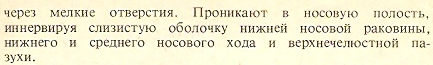 через мелкие отверстия. Проникают в носовую полость,
иннервируя слизистую оболочку нижней носовой раковины,
нижнего и среднего носового хода и верхнечелюстной па-
зухи.